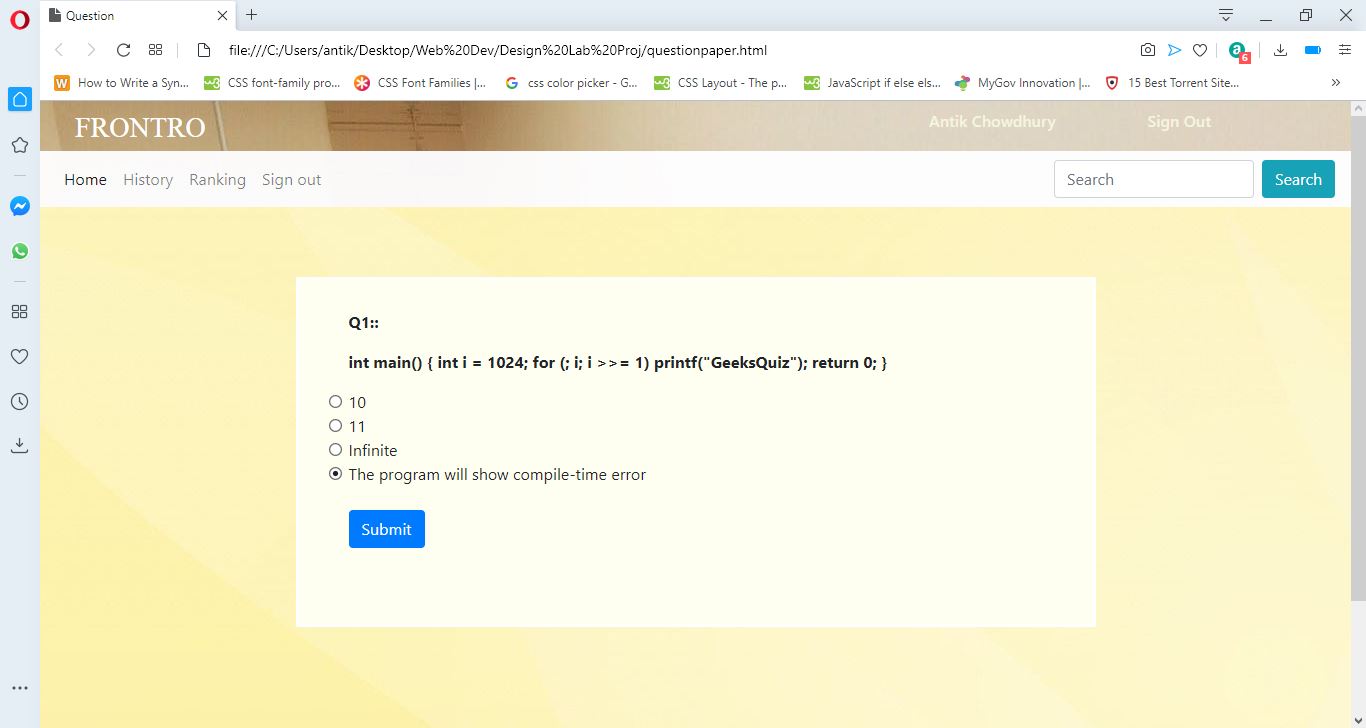 Question
file:///C:/Users/antik/Desktop/Web%20Dev/Design%20Lab%20Proj/questionpaper.html
6
How to Write a Syn... CSS font-family pro... CSS Font Families |... css color picker - G... CSS Layout - The p... JavaScript if else els... MyGov Innovation |... 15 Best Torrent Site... »
FRONTRO Antik Chowdhury Sign Out
Home History Ranking Sign out Search Search
Q1::
int main() { int i = 1024; for (; i; i >>= 1) printf("GeeksQuiz"); return 0; }
10
11
Infinite
The program will show compile-time error
Submit